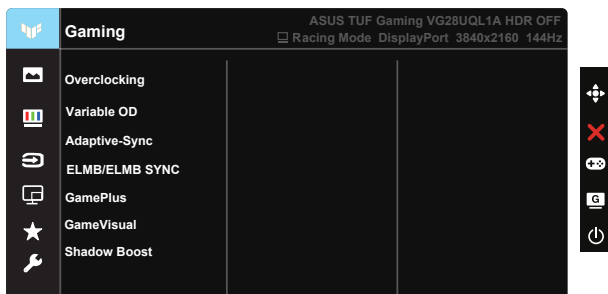 Gaming
ASUS TUF Gaming VG28UQL1A HDR OFF
Racing Mode DisplayPort 3840x2160 144Hz
Overclocking
Variable OD
Adaptive-Sync
ELMB/ELMB SYNC
GamePlus
GameVisual
Shadow Boost
G